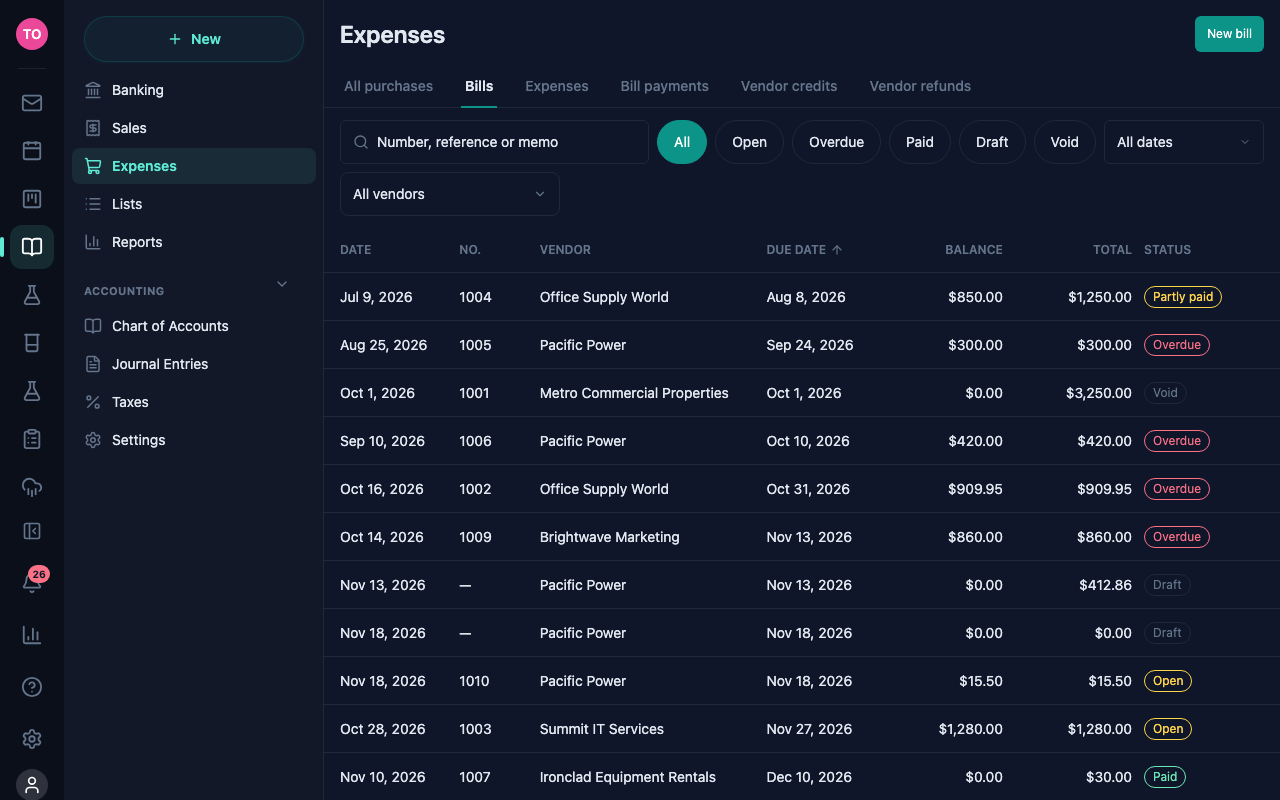 TO
New
Expenses
New bill
Banking
Sales
Expenses
Lists
Reports
ACCOUNTING
Chart of Accounts
Journal Entries
Taxes
Settings
26
All purchases Bills Expenses Bill payments Vendor credits Vendor refunds
Number, reference or memo All Open Overdue Paid Draft Void All dates
All vendors
DATE NO. VENDOR DUE DATE BALANCE TOTAL STATUS
Jul 9, 2026 1004 Office Supply World Aug 8, 2026 $850.00 $1,250.00 Partly paid
Aug 25, 2026 1005 Pacific Power Sep 24, 2026 $300.00 $300.00 Overdue
Oct 1, 2026 1001 Metro Commercial Properties Oct 1, 2026 $0.00 $3,250.00 Void
Sep 10, 2026 1006 Pacific Power Oct 10, 2026 $420.00 $420.00 Overdue
Oct 16, 2026 1002 Office Supply World Oct 31, 2026 $909.95 $909.95 Overdue
Oct 14, 2026 1009 Brightwave Marketing Nov 13, 2026 $860.00 $860.00 Overdue
Nov 13, 2026 — Pacific Power Nov 13, 2026 $0.00 $412.86 Draft
Nov 18, 2026 — Pacific Power Nov 18, 2026 $0.00 $0.00 Draft
Nov 18, 2026 1010 Pacific Power Nov 18, 2026 $15.50 $15.50 Open
Oct 28, 2026 1003 Summit IT Services Nov 27, 2026 $1,280.00 $1,280.00 Open
Nov 10, 2026 1007 Ironclad Equipment Rentals Dec 10, 2026 $0.00 $30.00 Paid